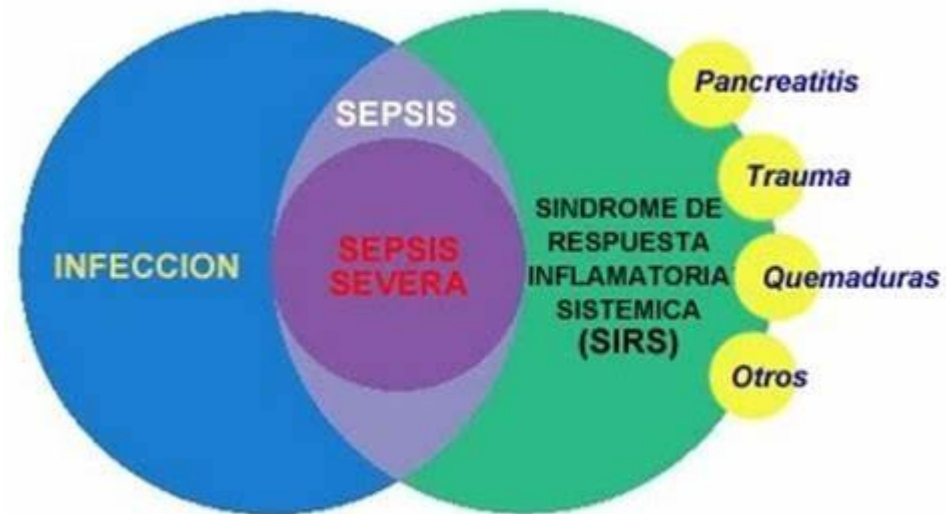 SEPSIS
INFECCION
SEPSIS
SEVERA
SINDROME DE
RESPUESTA
INFLAMATORIA
SISTEMICA
(SIRS)
Pancreatitis
Trauma
Quemaduras
Otros